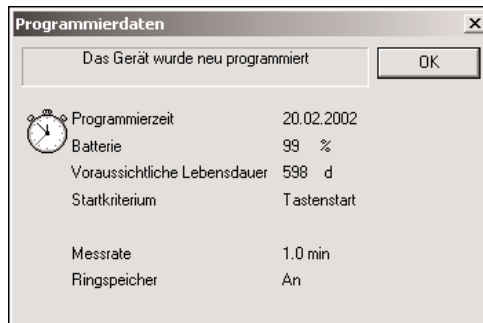 Programmierdaten
Das Gerät wurde neu programmiert
OK
Programmierzeit 20.02.2002
Batterie 99 %
Voraussichtliche Lebensdauer 598 d
Startkriterium Tastenstart
Messrate 1.0 min
Ringspeicher An